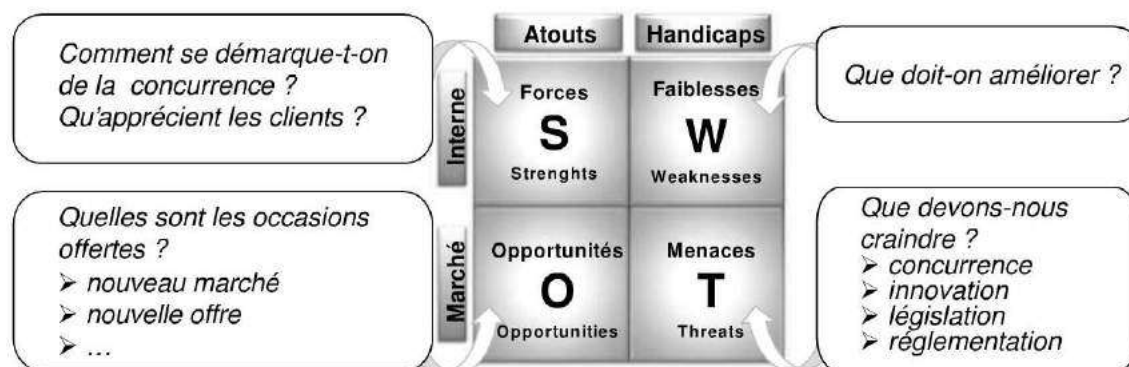 Atouts
Handicaps
Comment se démarque-t-on
de la concurrence ?
Qu'apprécient les clients ?
Interne
Forces
S
Strenghts
Faiblesses
W
Weaknesses
Que doit-on améliorer ?
Quelles sont les occasions
offertes ?
➢ nouveau marché
➢ nouvelle offre
➢ ...
Marché
Opportunités
O
Opportunities
Menaces
T
Threats
Que devons-nous
craindre ?
➢ concurrence
➢ innovation
➢ législation
➢ réglementation